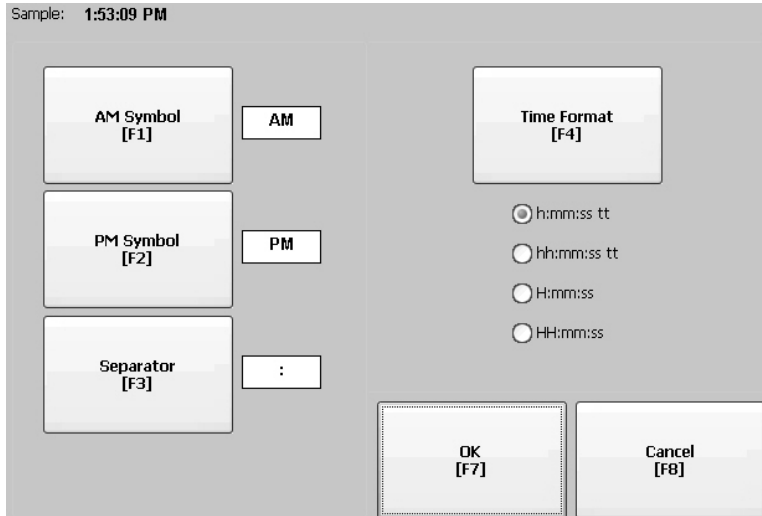 Sample: 1:53:09 PM
AM Symbol
[F1]
AM
PM Symbol
[F2]
PM
Separator
[F3]
:
Time Format
[F4]
h:mm:ss tt
hh:mm:ss tt
H:mm:ss
HH:mm:ss
OK
[F7]
Cancel
[F8]